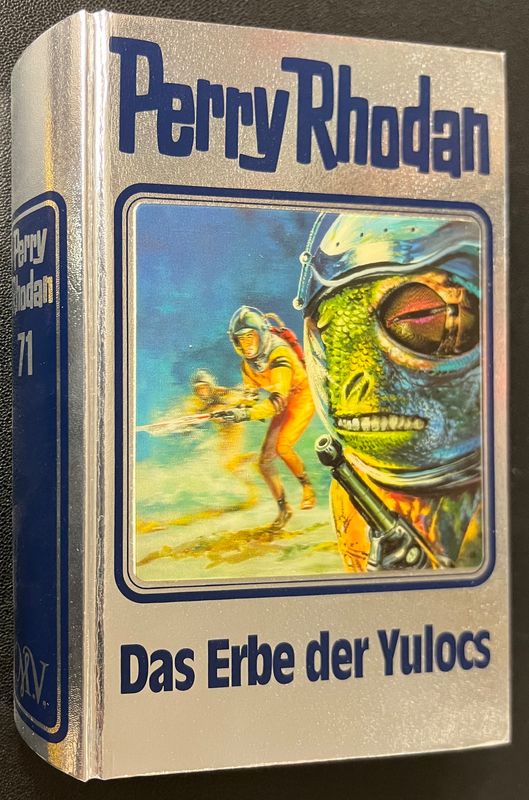 Perry Rhodan
Das Erbe der Yulocs
Perry
Rhodan
71